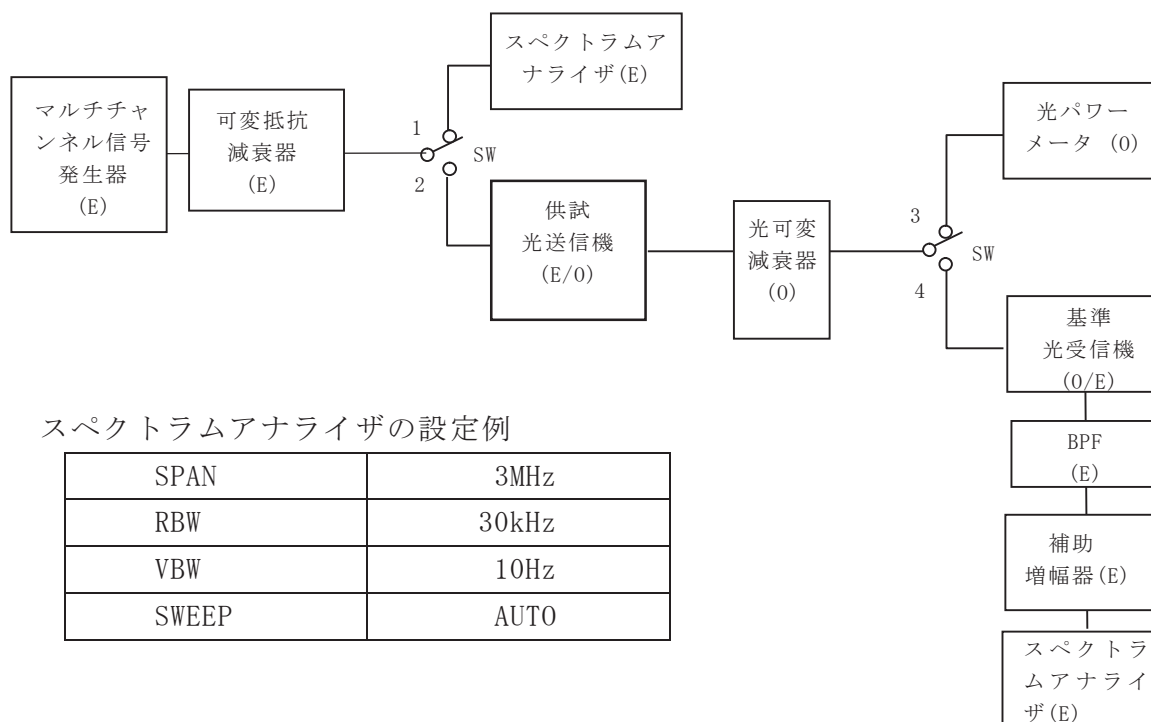 スペクトラムア
ナライザ(E)
マルチチャ
ンネル信号
発生器
(E)
可変抵抗
減衰器
(E)
1
SW
2
供試
光送信機
(E/O)
光可変
減衰器
(O)
光パワー
メータ (O)
3
SW
4
基準
光受信機
(O/E)
BPF
(E)
補助
増幅器(E)
スペクトラ
ムアナライ
ザ(E)
スペクトラムアナライザの設定例
SPAN 3MHz
RBW 30kHz
VBW 10Hz
SWEEP AUTO